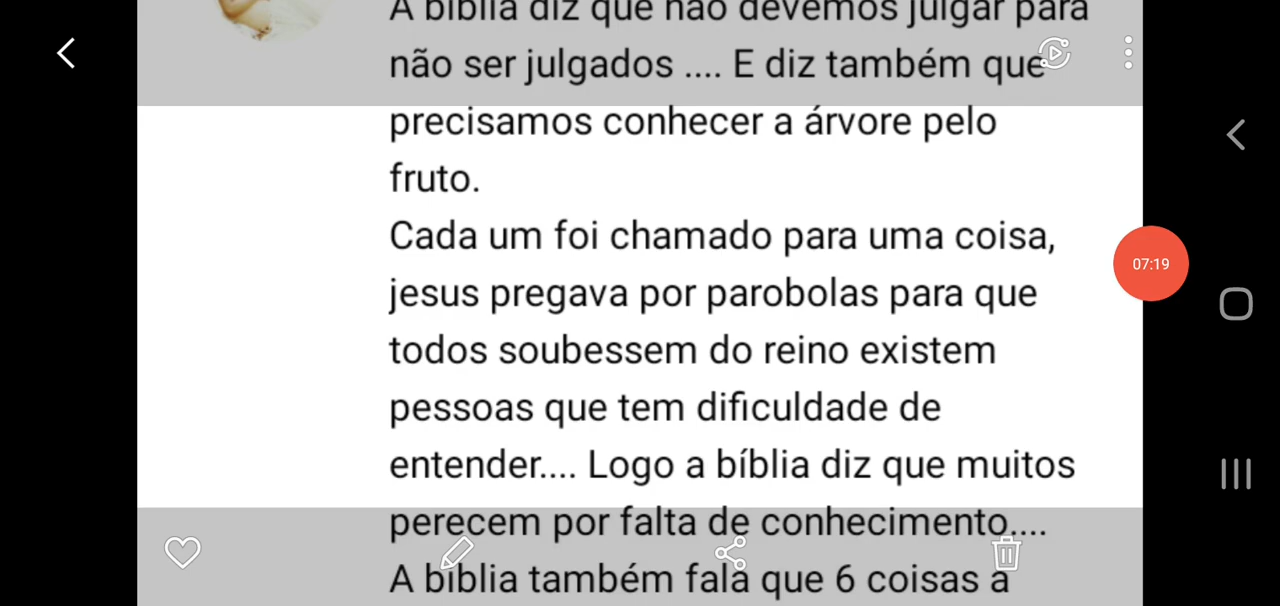 A bíblia diz que não devemos julgar para
não ser julgados .... E diz também que
precisamos conhecer a árvore pelo
fruto.
Cada um foi chamado para uma coisa,
jesus pregava por parobolas para que
07:19
todos soubessem do reino existem
pessoas que tem dificuldade de
entender.... Logo a bíblia diz que muitos
perecem por falta de conhecimento....
A bíblia também fala que 6 coisas a